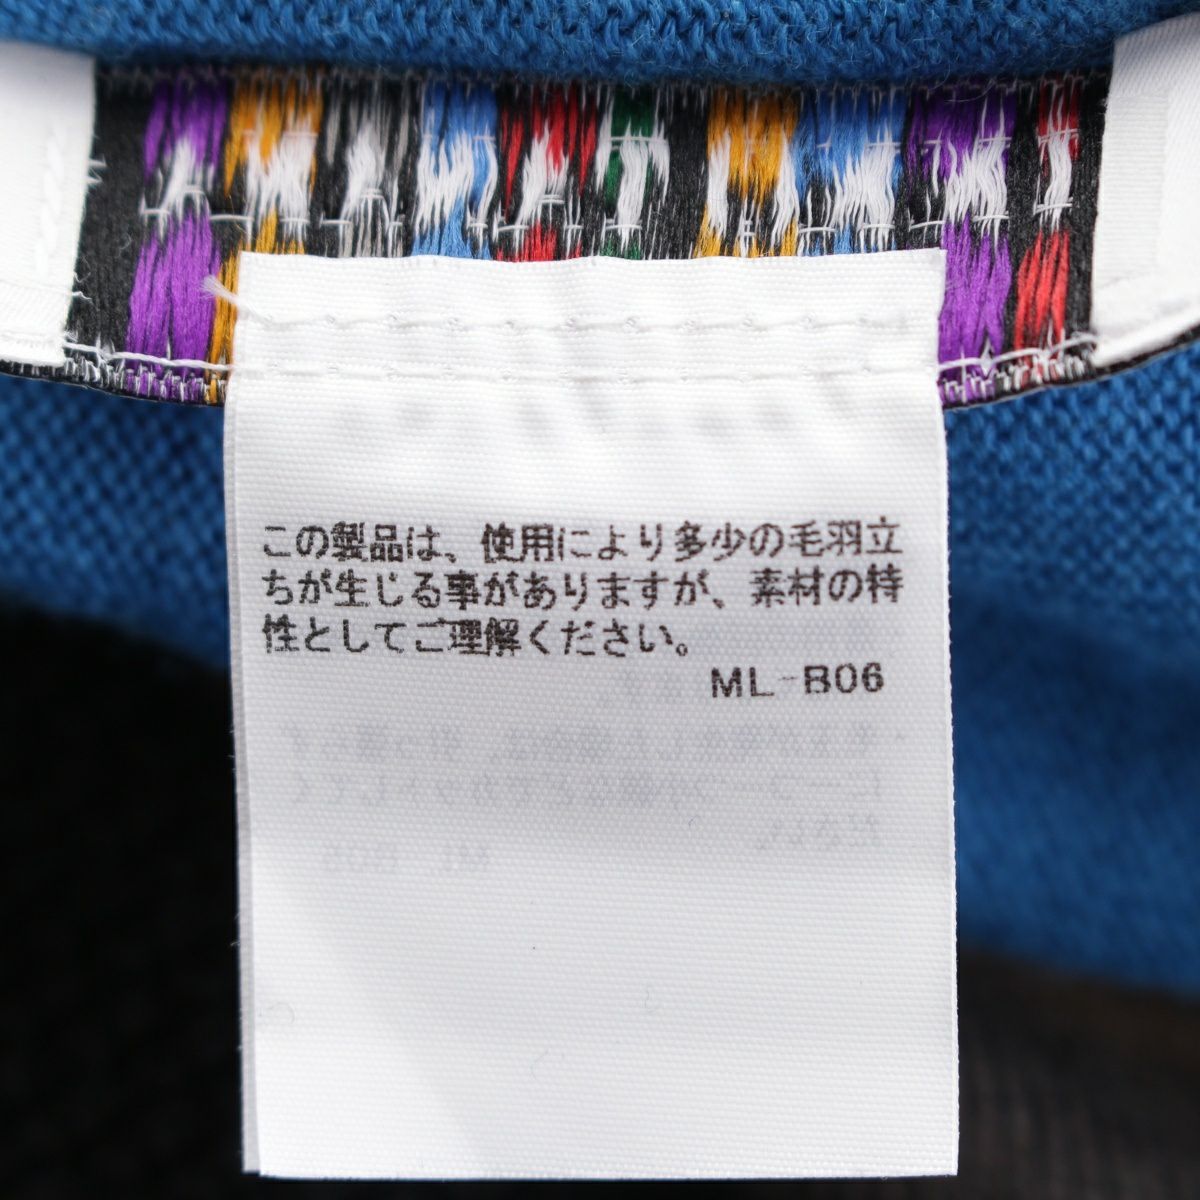 この製品は、使用により多少の毛羽立
ちが生じる事がありますが、素材の特
性としてご理解ください。
ML-B06